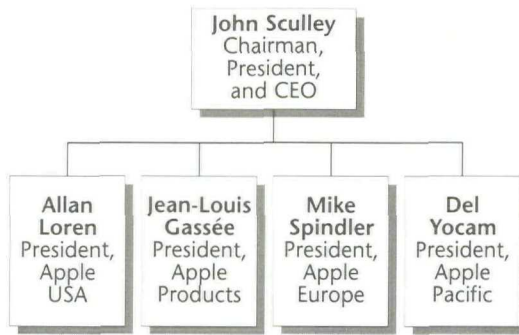 John Sculley
Chairman,
President,
and CEO
Allan
Loren
President,
Apple
USA
Jean-Louis
Gassée
President,
Apple
Products
Mike
Spindler
President,
Apple
Europe
Del
Yocam
President,
Apple
Pacific